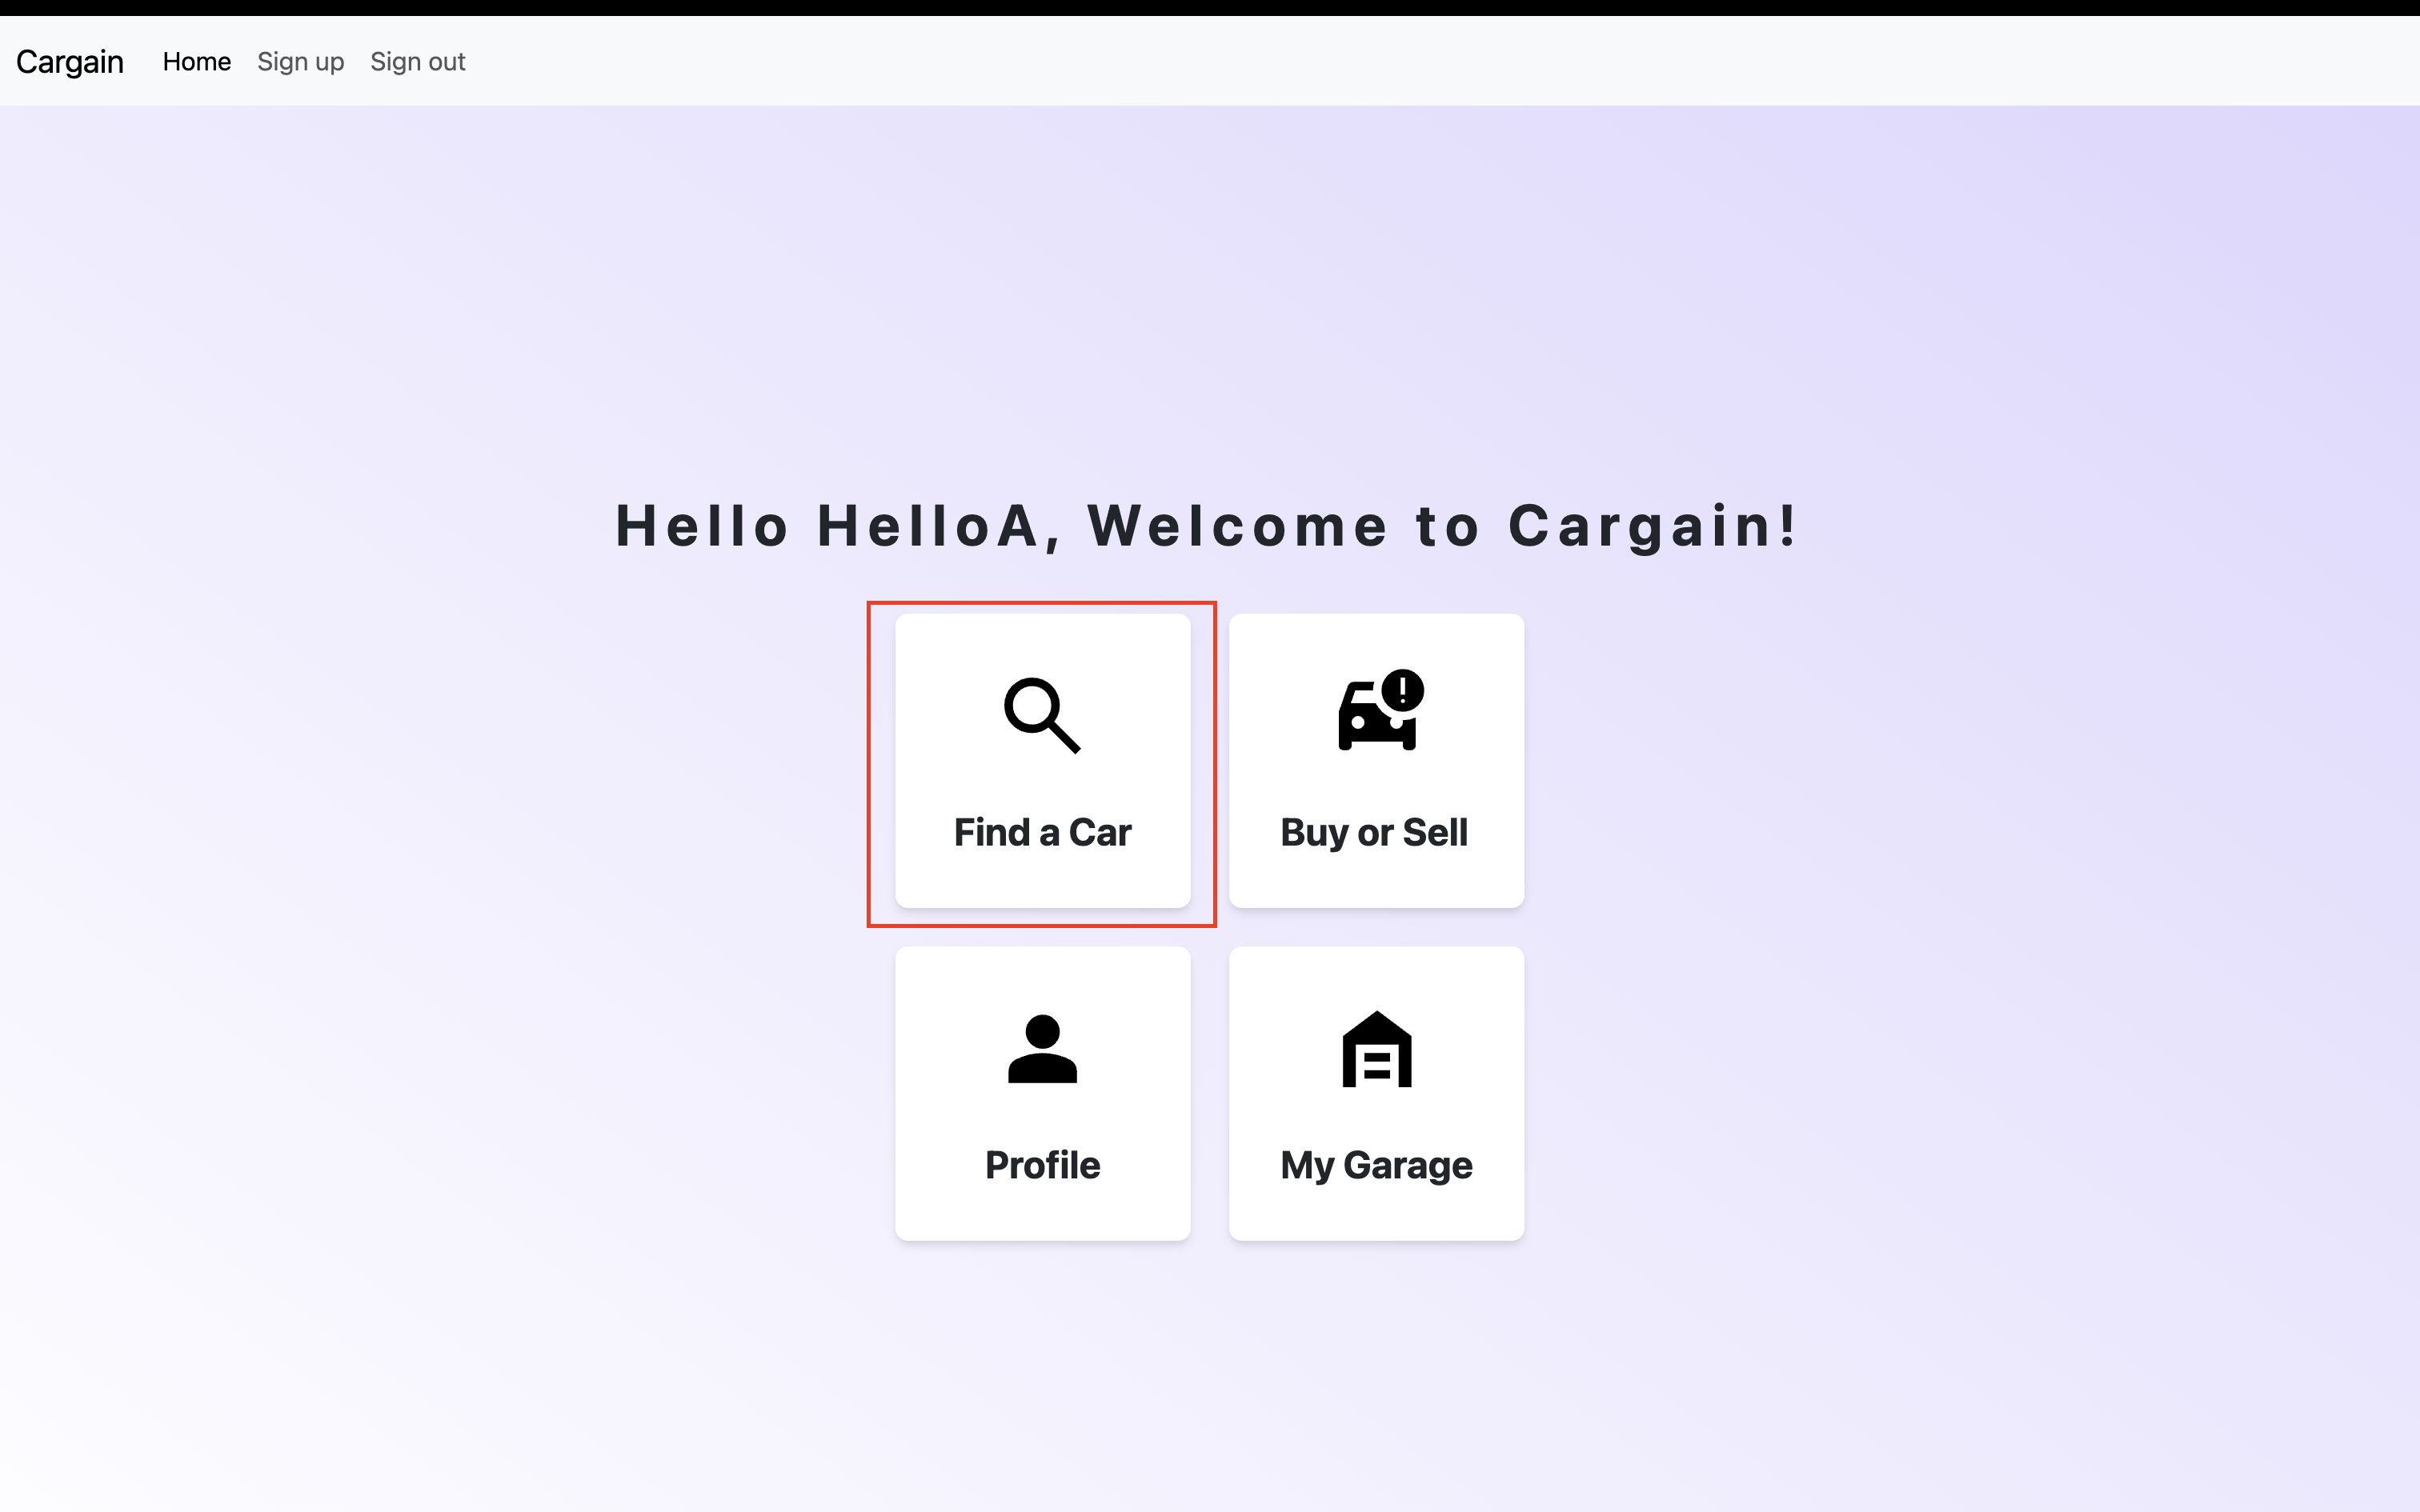 Cargain Home Sign up Sign out
Hello HelloA, Welcome to Cargain!
Find a Car
Buy or Sell
Profile
My Garage